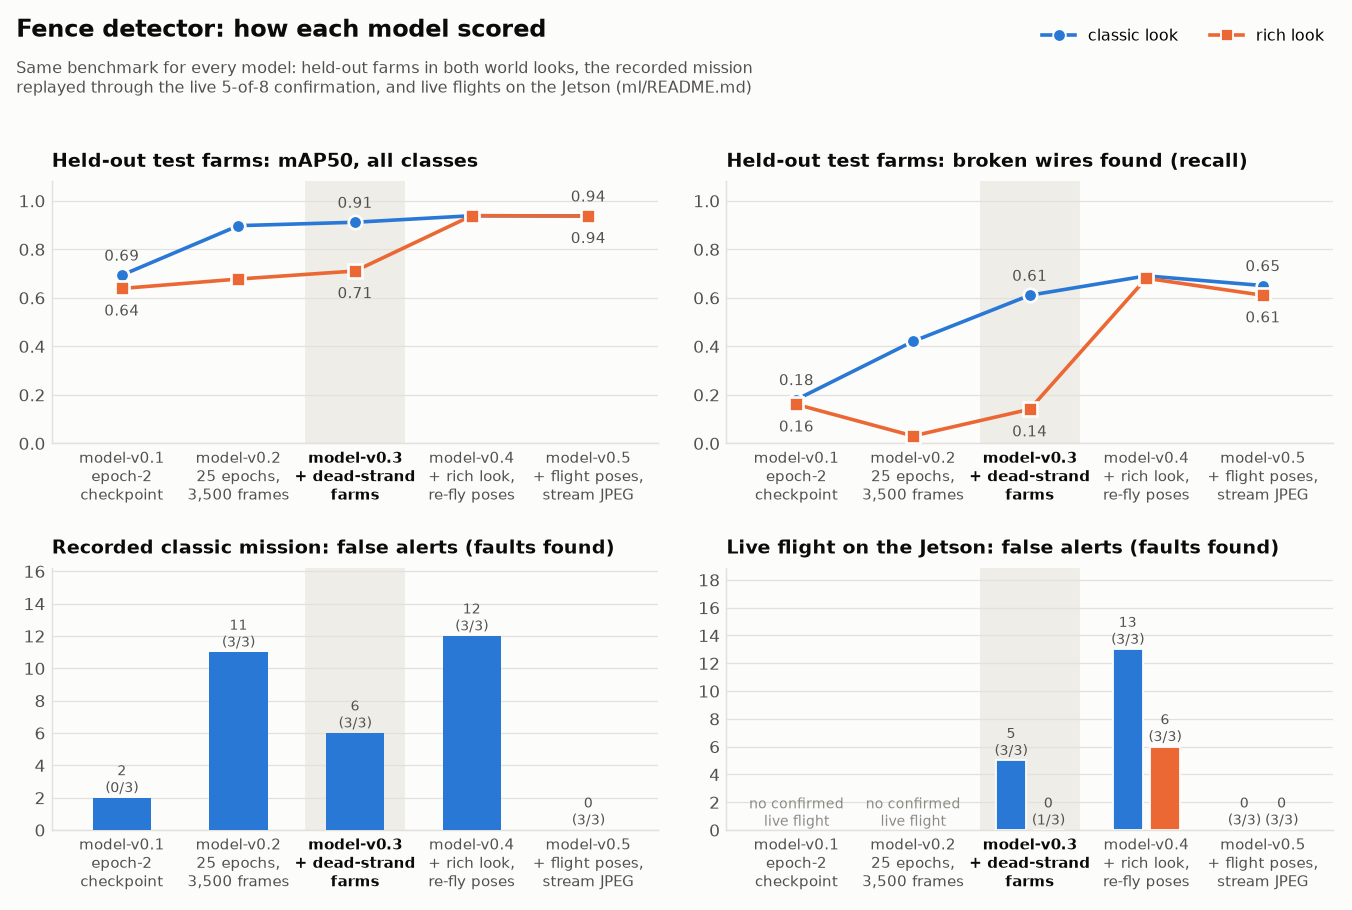 Fence detector: how each model scored
classic look
rich look
Same benchmark for every model: held-out farms in both world looks, the recorded mission
replayed through the live 5-of-8 confirmation, and live flights on the Jetson (ml/README.md)
Held-out test farms: mAP50, all classes
1.0
0.8
0.6
0.4
0.2
0.0
0.69
0.64
0.91
0.71
0.94
0.94
model-v0.1
epoch-2
checkpoint
model-v0.2
25 epochs,
3,500 frames
model-v0.3
+ dead-strand
farms
model-v0.4
+ rich look,
re-fly poses
model-v0.5
+ flight poses,
stream JPEG
Held-out test farms: broken wires found (recall)
1.0
0.8
0.6
0.4
0.2
0.0
0.18
0.16
0.61
0.14
0.65
0.61
model-v0.1
epoch-2
checkpoint
model-v0.2
25 epochs,
3,500 frames
model-v0.3
+ dead-strand
farms
model-v0.4
+ rich look,
re-fly poses
model-v0.5
+ flight poses,
stream JPEG
Recorded classic mission: false alerts (faults found)
16
14
12
10
8
6
4
2
0
2
(0/3)
11
(3/3)
6
(3/3)
12
(3/3)
0
(3/3)
model-v0.1
epoch-2
checkpoint
model-v0.2
25 epochs,
3,500 frames
model-v0.3
+ dead-strand
farms
model-v0.4
+ rich look,
re-fly poses
model-v0.5
+ flight poses,
stream JPEG
Live flight on the Jetson: false alerts (faults found)
18
16
14
12
10
8
6
4
2
0
no confirmed
live flight
no confirmed
live flight
5
(3/3)
0
(1/3)
13
(3/3)
6
(3/3)
0
(3/3)
0
(3/3)
model-v0.1
epoch-2
checkpoint
model-v0.2
25 epochs,
3,500 frames
model-v0.3
+ dead-strand
farms
model-v0.4
+ rich look,
re-fly poses
model-v0.5
+ flight poses,
stream JPEG